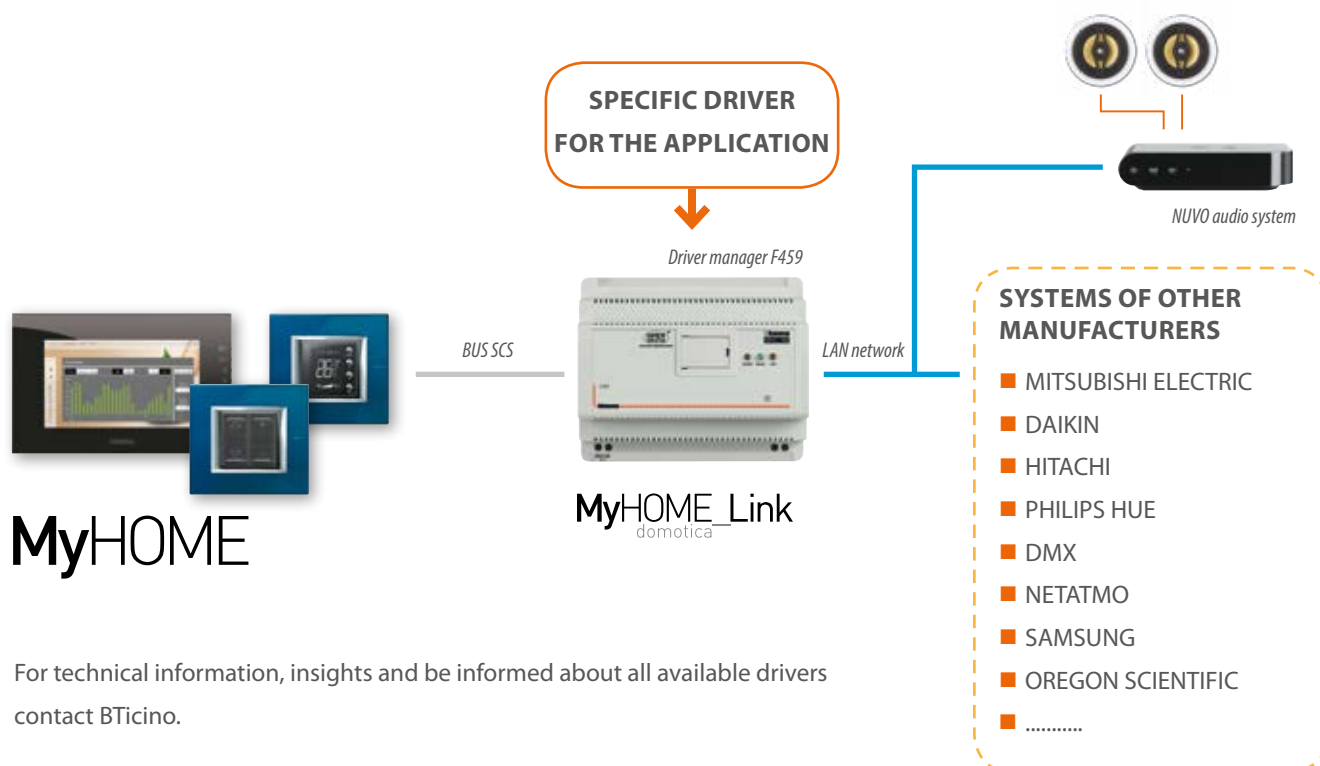 SPECIFIC DRIVER
FOR THE APPLICATION
NUVO audio system
Driver manager F459
BUS SCS
LAN network
SYSTEMS OF OTHER
MANUFACTURERS
MITSUBISHI ELECTRIC
DAIKIN
HITACHI
PHILIPS HUE
DMX
NETATMO
SAMSUNG
OREGON SCIENTIFIC
...........
MyHOME
MyHOME_Link
domotica
For technical information, insights and be informed about all available drivers
contact BTicino.